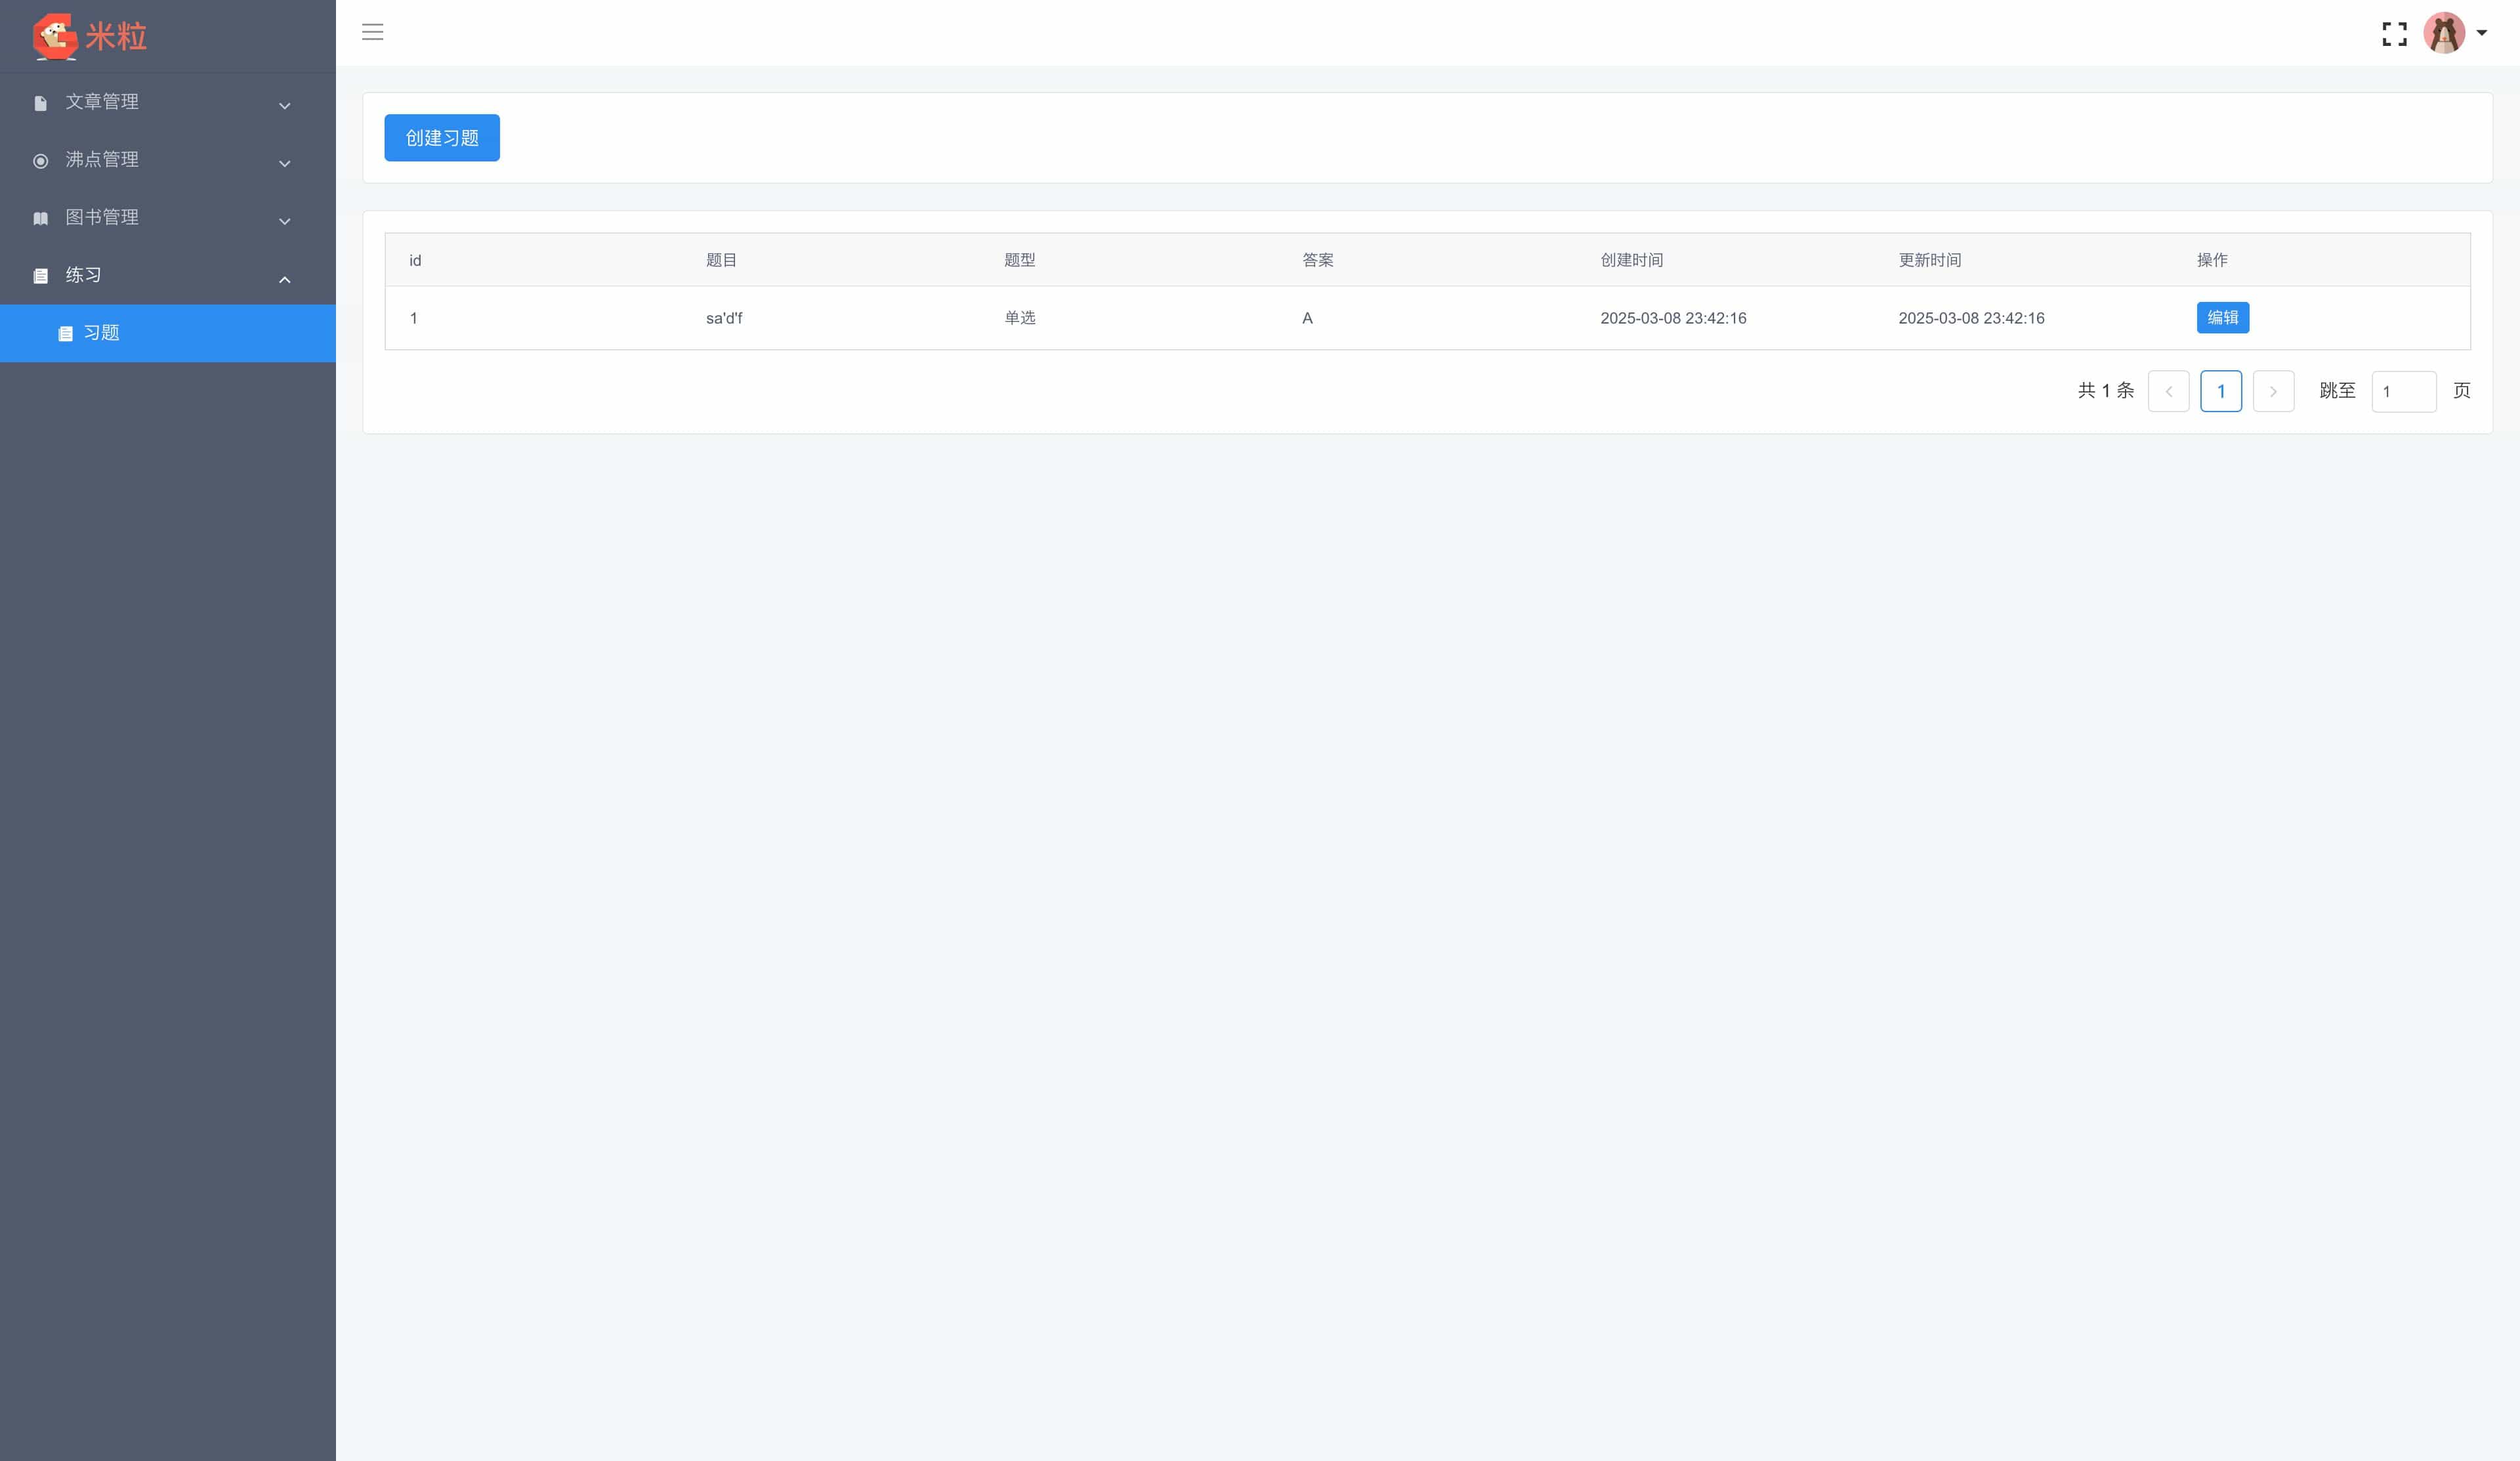 米粒
文章管理
沸点管理
图书管理
练习
习题
创建习题
id 题目 题型 答案 创建时间 更新时间 操作
1 sa'd'f 单选 A 2025-03-08 23:42:16 2025-03-08 23:42:16 编辑
共 1 条 1 跳至 1 页